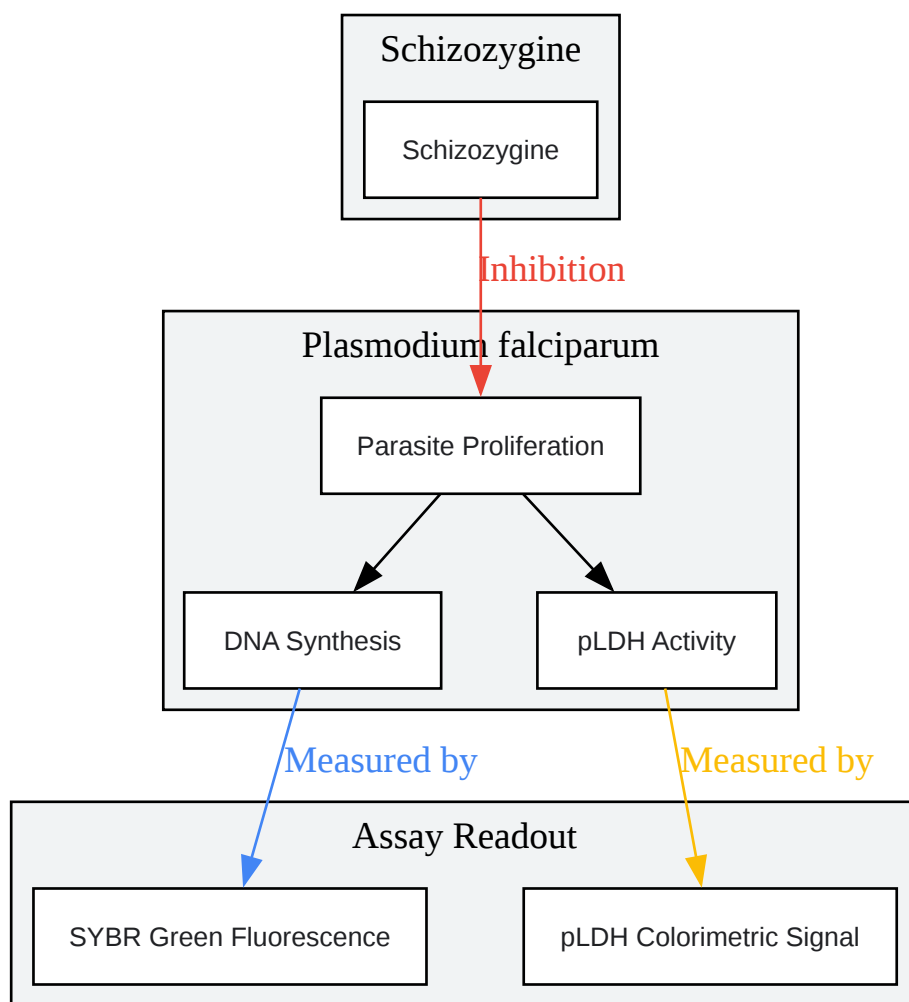 Schizozygine
Schizozygine
Inhibition
Plasmodium falciparum
Parasite Proliferation
DNA Synthesis
pLDH Activity
Measured by
Measured by
Assay Readout
SYBR Green Fluorescence
pLDH Colorimetric Signal